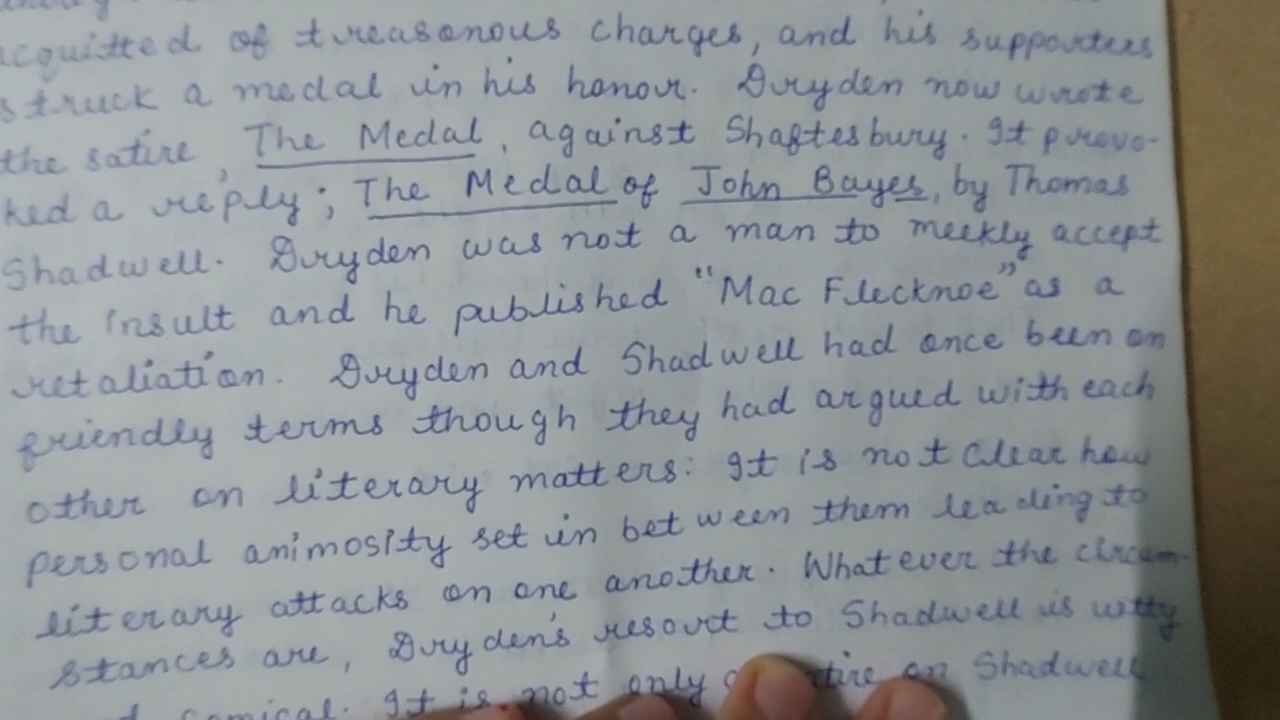 acquitted of treasonous charges, and his supporters
struck a medal in his honour. Dryden now wrote
the satire, The Medal, against Shaftesbury. It provo-
ked a reply; The Medal of John Bayes, by Thomas
Shadwell. Dryden was not a man to meekly accept
the insult and he published "Mac Flecknoe" as a
retaliation. Dryden and Shadwell had once been on
friendly terms though they had argued with each
other on literary matters. It is not clear how
personal animosity set in between them leading to
literary attacks on one another. Whatever the circum-
stances are, Dryden's resort to Shadwell is witty
comical. It is not only on Shadwell